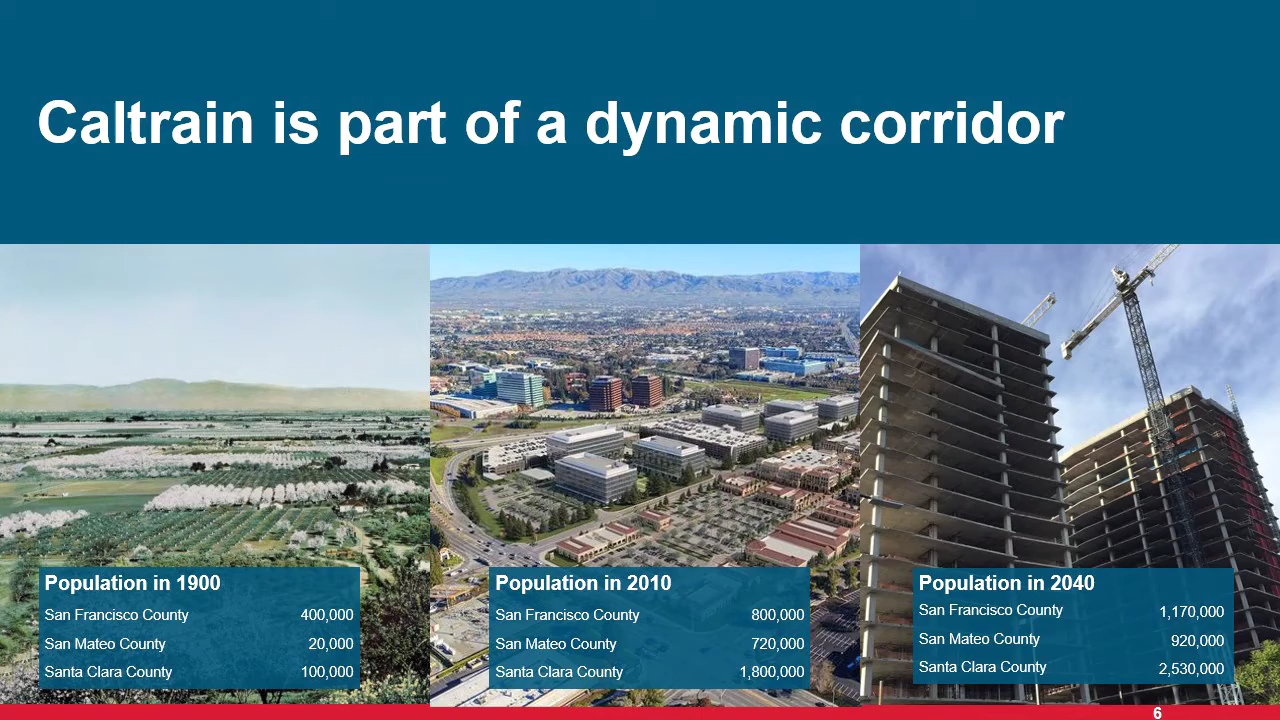 Caltrain is part of a dynamic corridor
Population in 1900
San Francisco County 400,000
San Mateo County 20,000
Santa Clara County 100,000
Population in 2010
San Francisco County 800,000
San Mateo County 720,000
Santa Clara County 1,800,000
Population in 2040
San Francisco County 1,170,000
San Mateo County 920,000
Santa Clara County 2,530,000
6